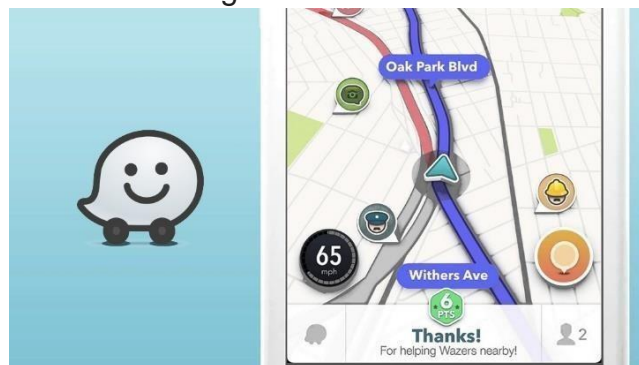 Oak Park Blvd
65
mph
Withers Ave
6
PTS
Thanks!
For helping Wazers nearby!
2